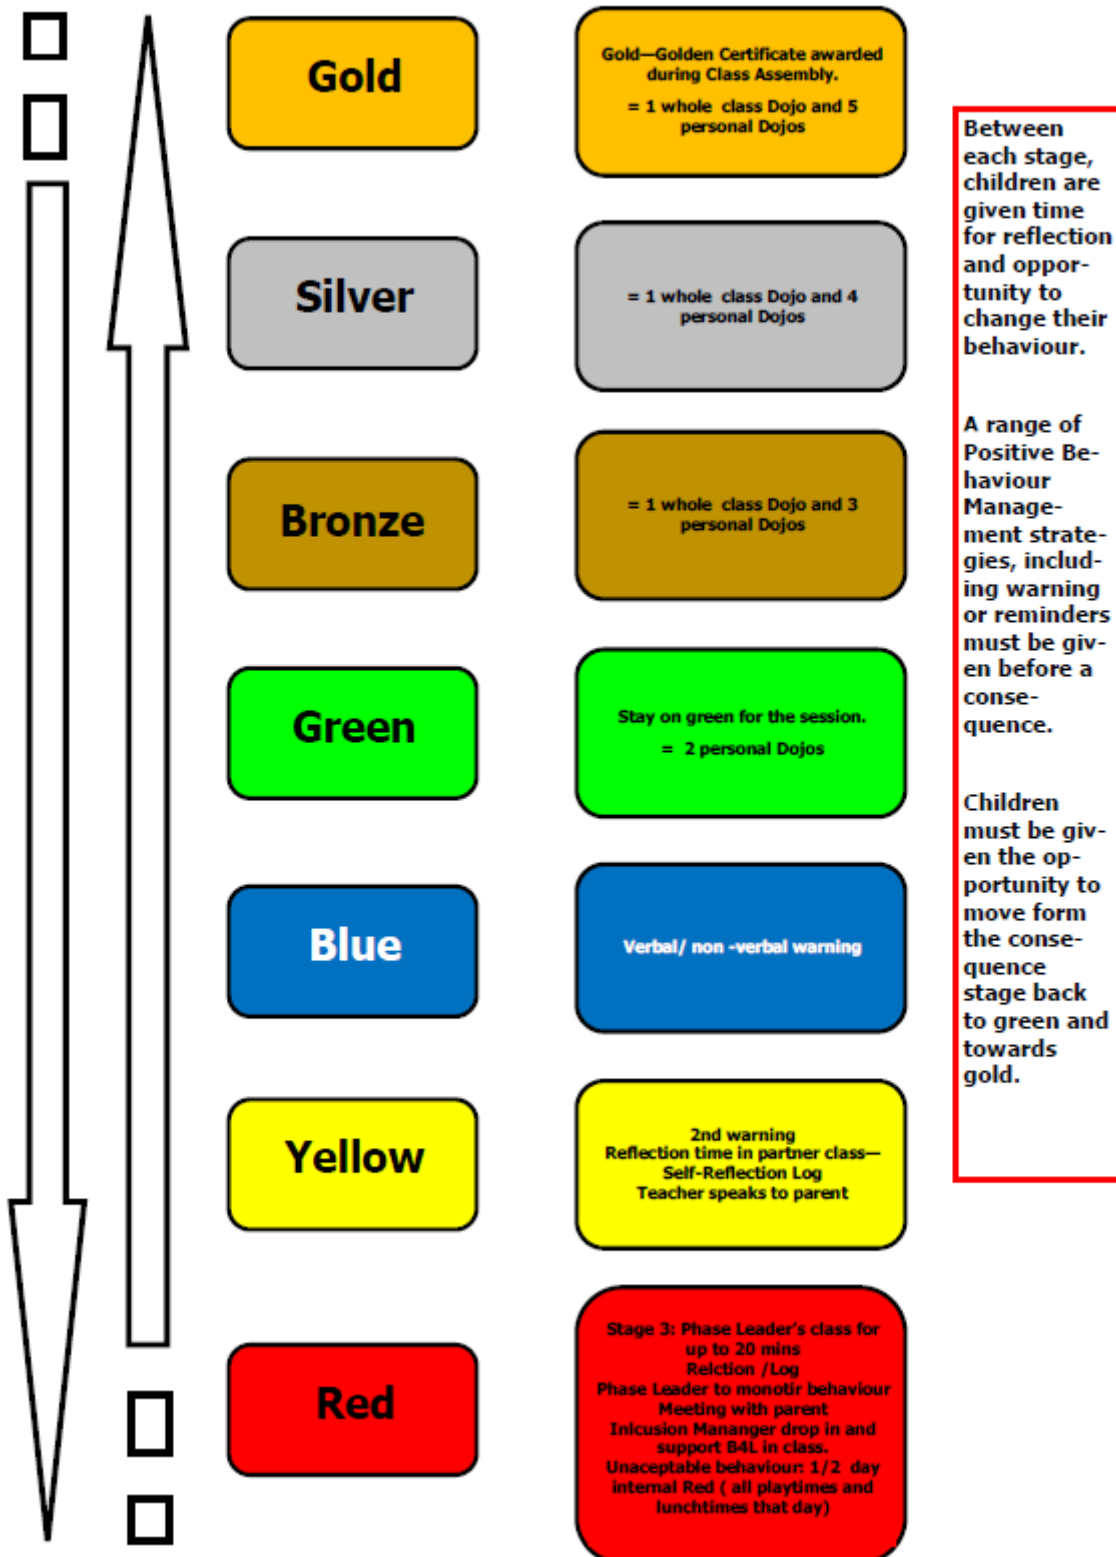 Gold
Gold—Golden Certificate awarded
during Class Assembly.
= 1 whole class Dojo and 5
personal Dojos
Silver
= 1 whole class Dojo and 4
personal Dojos
Bronze
= 1 whole class Dojo and 3
personal Dojos
Green
Stay on green for the session.
= 2 personal Dojos
Blue
Verbal/ non -verbal warning
Yellow
2nd warning
Reflection time in partner class—
Self-Reflection Log
Teacher speaks to parent
Red
Stage 3: Phase Leader's class for
up to 20 mins
Relction /Log
Phase Leader to monotir behaviour
Meeting with parent
Inlcusion Mananger drop in and
support B4L in class.
Unaceptable behaviour: 1/2 day
internal Red ( all playtimes and
lunchtimes that day)
Between
each stage,
children are
given time
for reflection
and oppor-
tunity to
change their
behaviour.
A range of
Positive Be-
haviour
Manage-
ment strate-
gies, includ-
ing warning
or reminders
must be giv-
en before a
conse-
quence.
Children
must be giv-
en the op-
portunity to
move form
the conse-
quence
stage back
to green and
towards
gold.